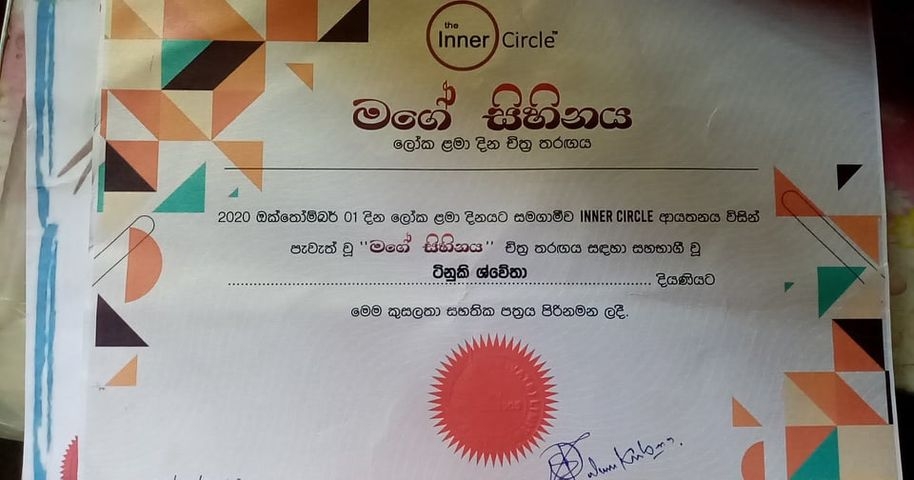 the
Inner Circle™
මගේ සිහිනය
ලෝක ළමා දින චිත්‍ර තරඟය
2020 ඔක්තෝම්බර් 01 දින ලෝක ළමා දිනයට සමගාමීව INNER CIRCLE ආයතනය විසින්
පැවැත් වූ "මගේ සිහිනය" චිත්‍ර තරඟය සඳහා සහභාගී වූ
ටිනුකි ශ්වේතා
දියණියට
මෙම කුසලතා සහතික පත්‍රය පිරිනමන ලදී.